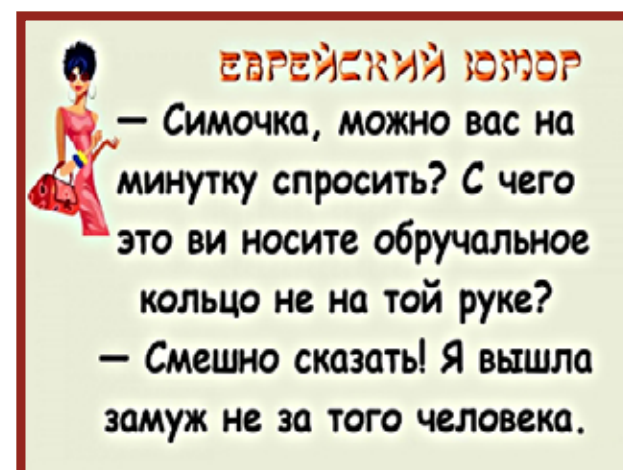 ЕВРЕЙСКИЙ ЮМОР
— Симочка, можно вас на
минутку спросить? С чего
это ви носите обручальное
кольцо не на той руке?
— Смешно сказать! Я вышла
замуж не за того человека.